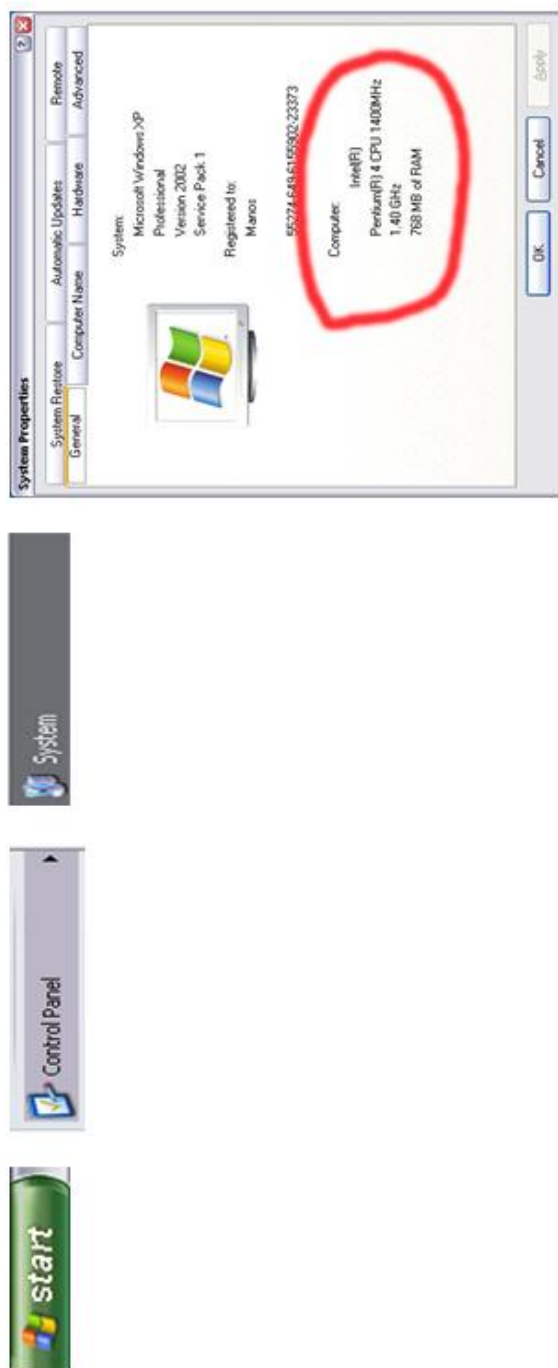 start
Control Panel
System
System Properties
System Restore
Automatic Updates
Remote
General
Computer Name
Hardware
Advanced
System:
Microsoft Windows XP
Professional
Version 2002
Service Pack 1
Registered to:
Manos
55274-649-6155902-23373
Computer:
Intel(R)
Pentium(R) 4 CPU 1400MHz
1.40 GHz
768 MB of RAM
OK
Cancel
Apply